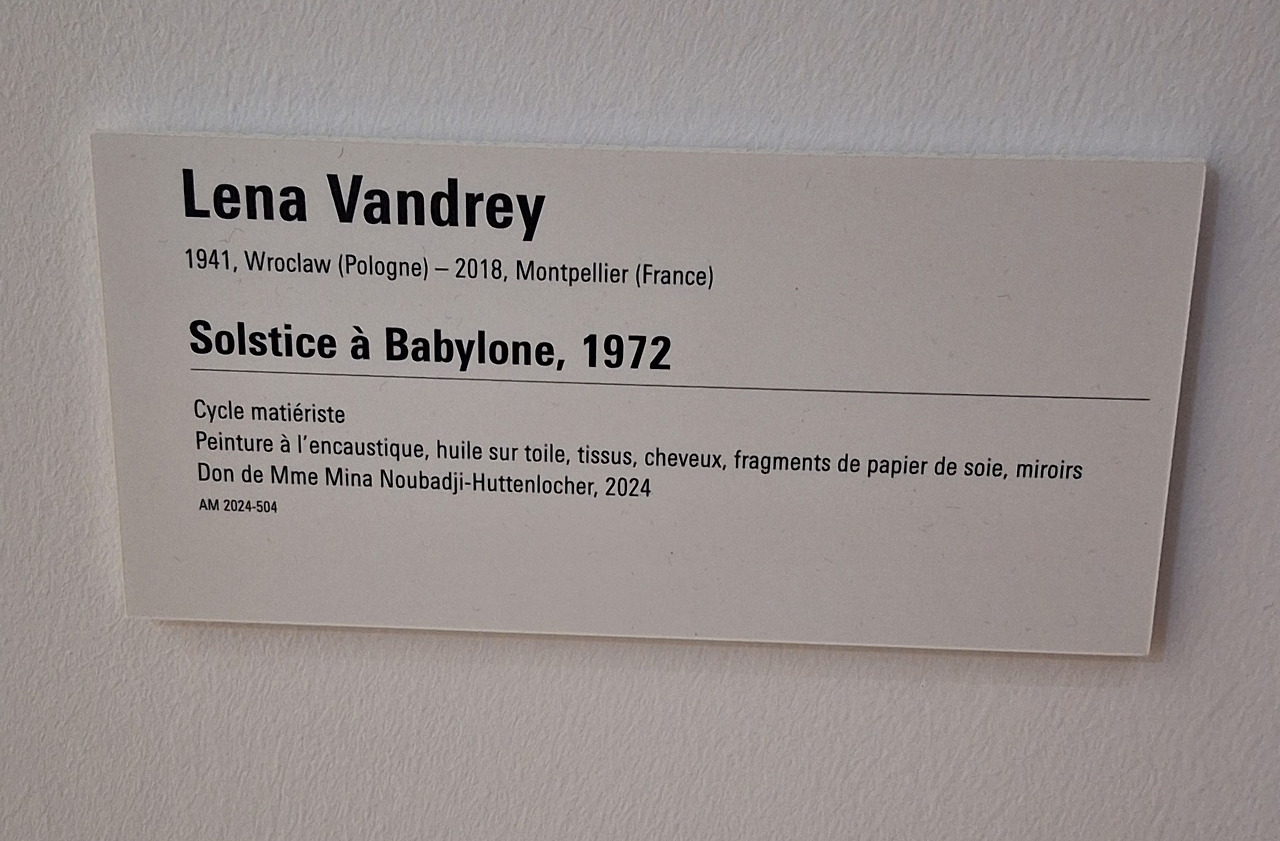 Lena Vandrey
1941, Wroclaw (Pologne) – 2018, Montpellier (France)
Solstice à Babylone, 1972
Cycle matiériste
Peinture à l'encaustique, huile sur toile, tissus, cheveux, fragments de papier de soie, miroirs
Don de Mme Mina Noubadji-Huttenlocher, 2024
AM 2024-504